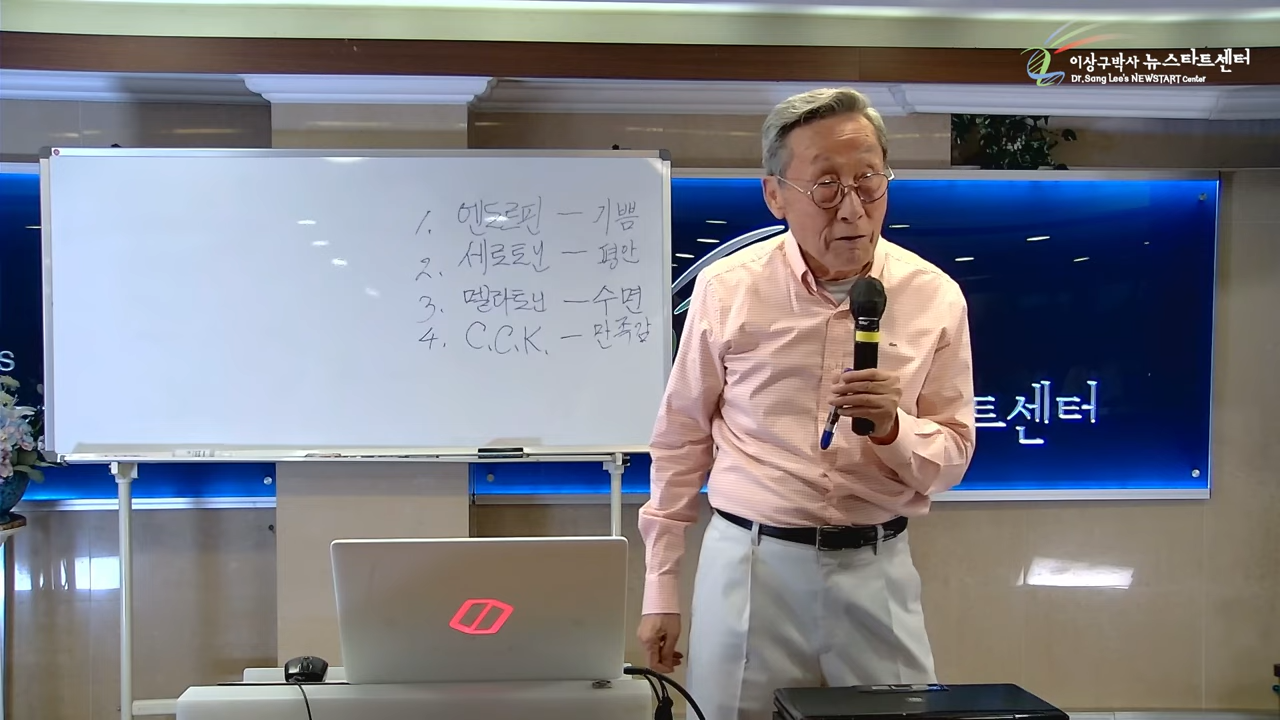 이상구박사 뉴스타트센터
Dr. Sang Lee's NEWSTART Center
1. 엔도르핀 — 기쁨
2. 세로토닌 — 평안
3. 멜라토닌 — 수면
4. C.C.K. — 만족감
S
트센터